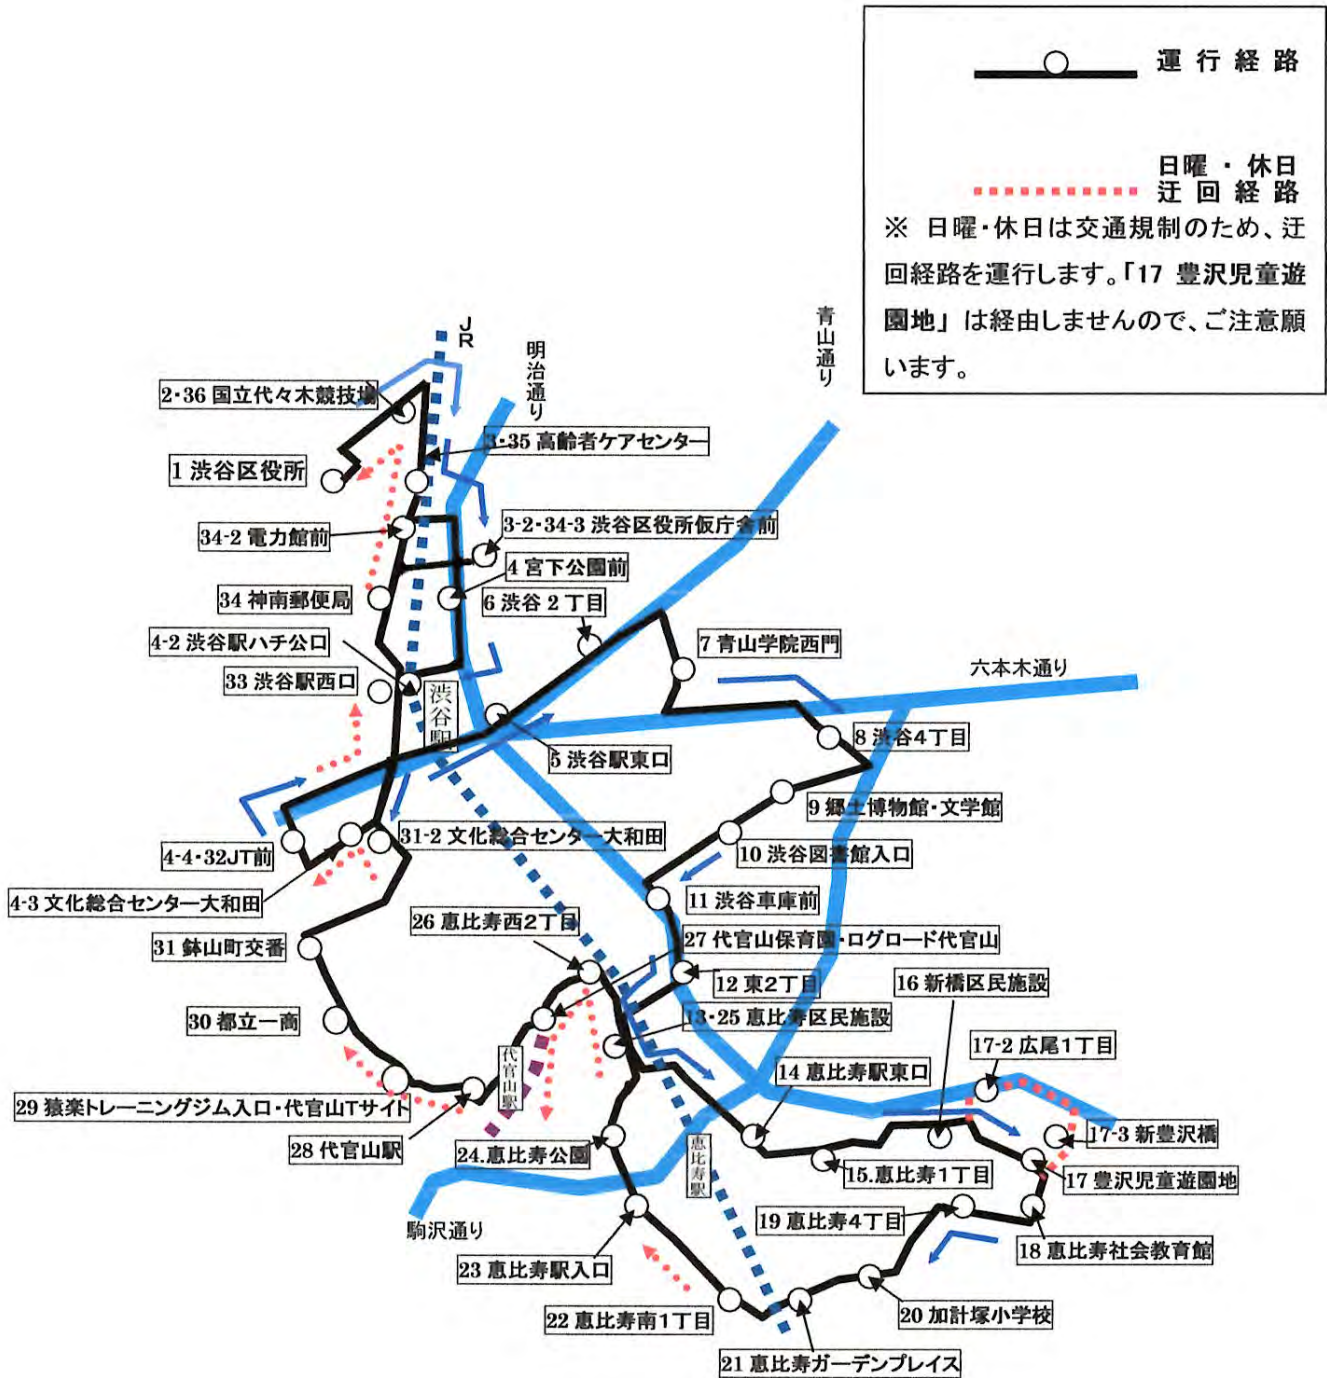 運行経路
日曜・休日
迂回経路
※ 日曜・休日は交通規制のため、迂
回経路を運行します。「17 豊沢児童遊
園地」は経由しませんので、ご注意願
います。
JR
明治通り
青山通り
2・36 国立代々木競技場
3・35 高齢者ケアセンター
1 渋谷区役所
3-2・34-3 渋谷区役所仮庁舎前
34-2 電力館前
4 宮下公園前
34 神南郵便局
6 渋谷2丁目
4-2 渋谷駅ハチ公口
7 青山学院西門
33 渋谷駅西口
六本木通り
渋谷駅
8 渋谷4丁目
5 渋谷駅東口
9 郷土博物館・文学館
31-2 文化総合センター大和田
10 渋谷図書館入口
4-4・32JT前
4-3 文化総合センター大和田
11 渋谷車庫前
26 恵比寿西2丁目
27 代官山保育園・ログロード代官山
31 鉢山町交番
12 東2丁目
16 新橋区民施設
30 都立一商
13・25 恵比寿区民施設
17-2 広尾1丁目
代官山駅
14 恵比寿駅東口
29 猿楽トレーニングジム入口・代官山Tサイト
17-3 新豊沢橋
28 代官山駅
24.恵比寿公園
恵比寿駅
15.恵比寿1丁目
17 豊沢児童遊園地
19 恵比寿4丁目
駒沢通り
18 恵比寿社会教育館
23 恵比寿駅入口
20 加計塚小学校
22 恵比寿南1丁目
21 恵比寿ガーデンプレイス